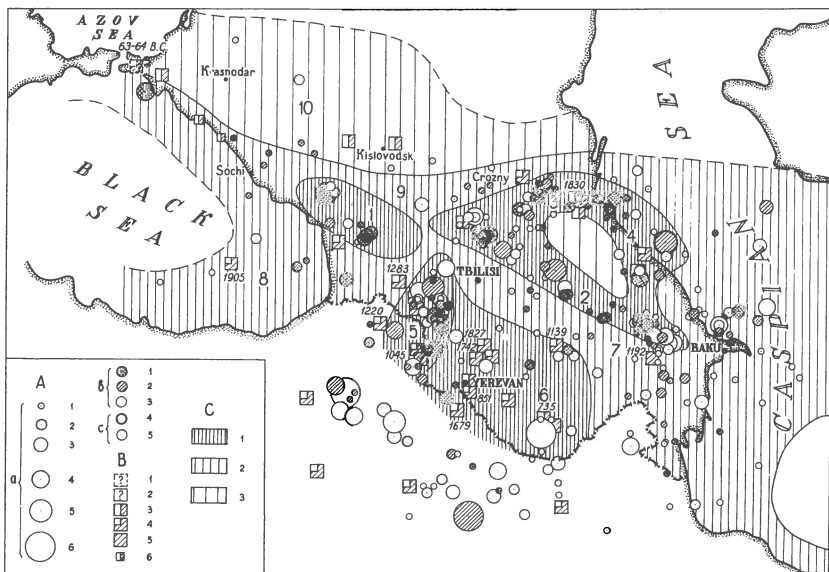 AZOV
SEA
63-64 B.C.
Krasnodar
10
BLACK
SEA
Sochi
Kislovodsk
9
Grozny
1830
SEA
CASPIAN
1
4
1905
8
1283
TBILISI
2
1220
5
1827
742
1139
7
1192
BAKU
1045
YEREVAN
851
6
735
1679
A
a
1
2
3
4
5
6
b
1
2
3
c
4
5
B
1
2
3
4
5
6
?
?
C
1
2
3